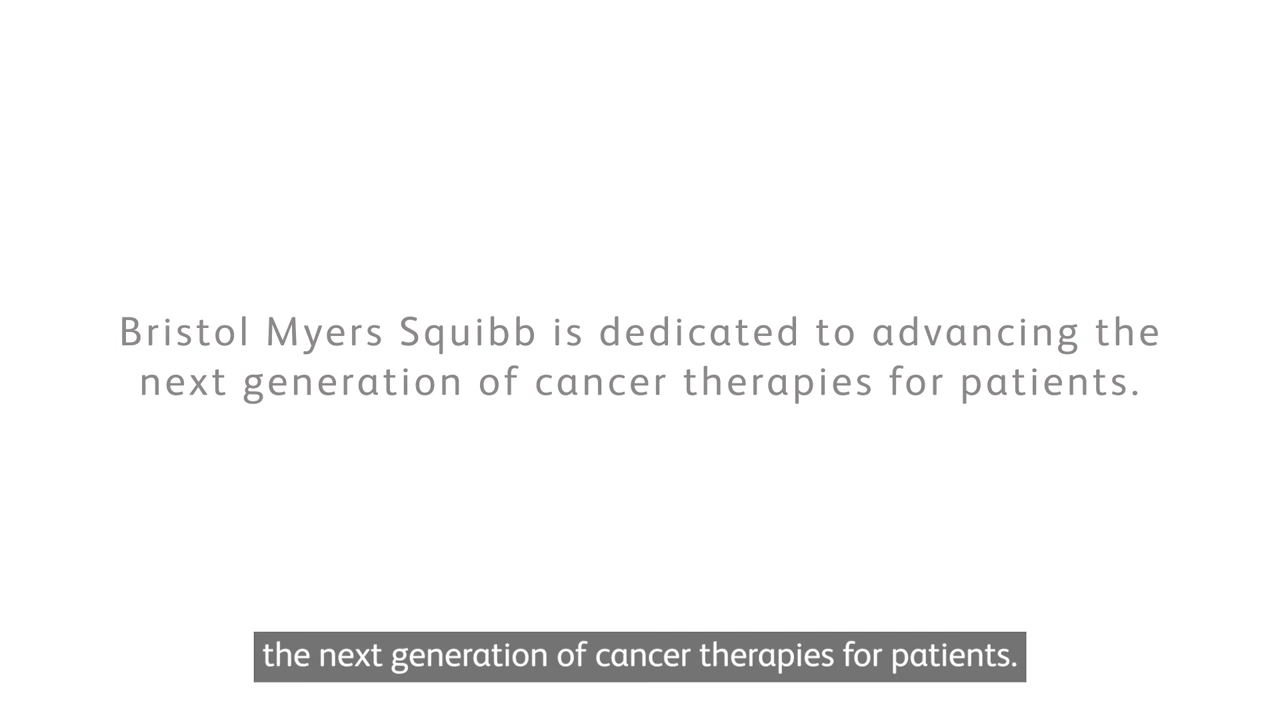 Bristol Myers Squibb is dedicated to advancing the
next generation of cancer therapies for patients.
the next generation of cancer therapies for patients.